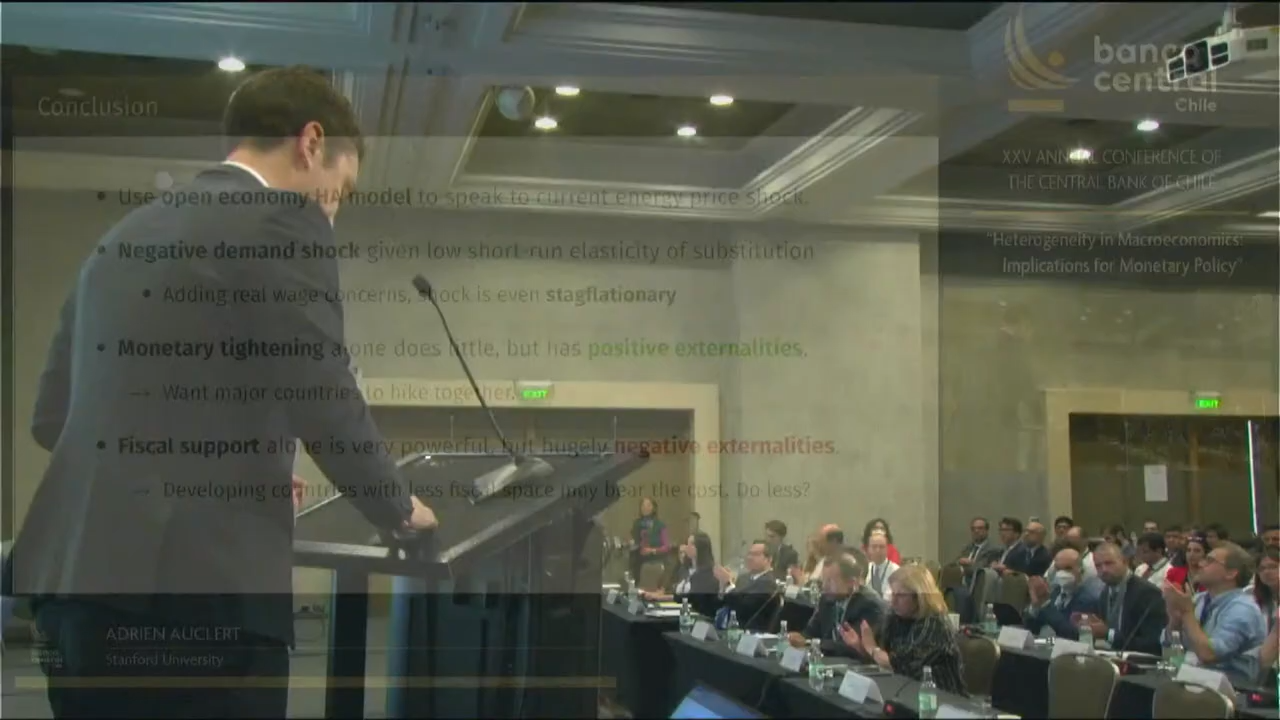 Conclusion
banco
central
Chile
XXV ANNUAL CONFERENCE OF
THE CENTRAL BANK OF CHILE
"Heterogeneity in Macroeconomics:
Implications for Monetary Policy"
• Use open economy HA model to speak to current energy price shock.
• Negative demand shock given low short-run elasticity of substitution
• Adding real wage concerns, shock is even stagflationary
• Monetary tightening alone does little, but has positive externalities.
→ Want major countries to hike together.
• Fiscal support alone is very powerful, but hugely negative externalities.
→ Developing countries with less fiscal space may bear the cost. Do less?
EXIT
EXIT
ADRIEN AUCLERT
Stanford University